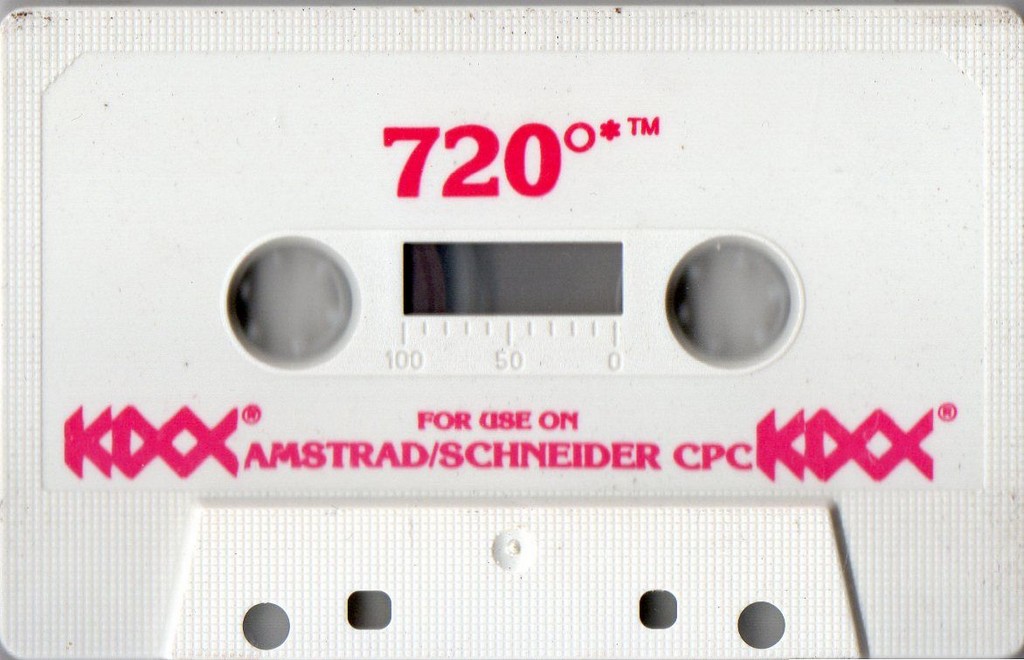 720°*™
100 50 0
KIXX®
FOR USE ON
AMSTRAD/SCHNEIDER CPC
KIXX®